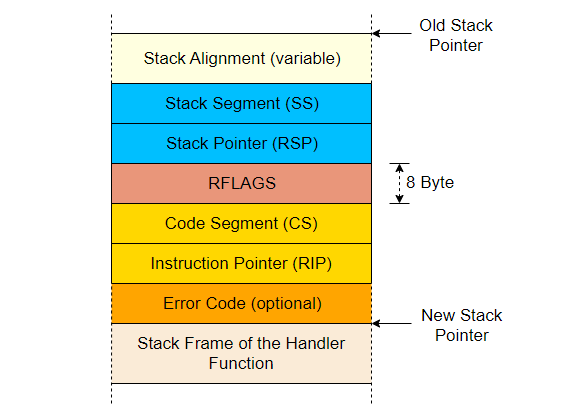 Old Stack
Pointer
Stack Alignment (variable)
Stack Segment (SS)
Stack Pointer (RSP)
RFLAGS
8 Byte
Code Segment (CS)
Instruction Pointer (RIP)
Error Code (optional)
New Stack
Pointer
Stack Frame of the Handler
Function